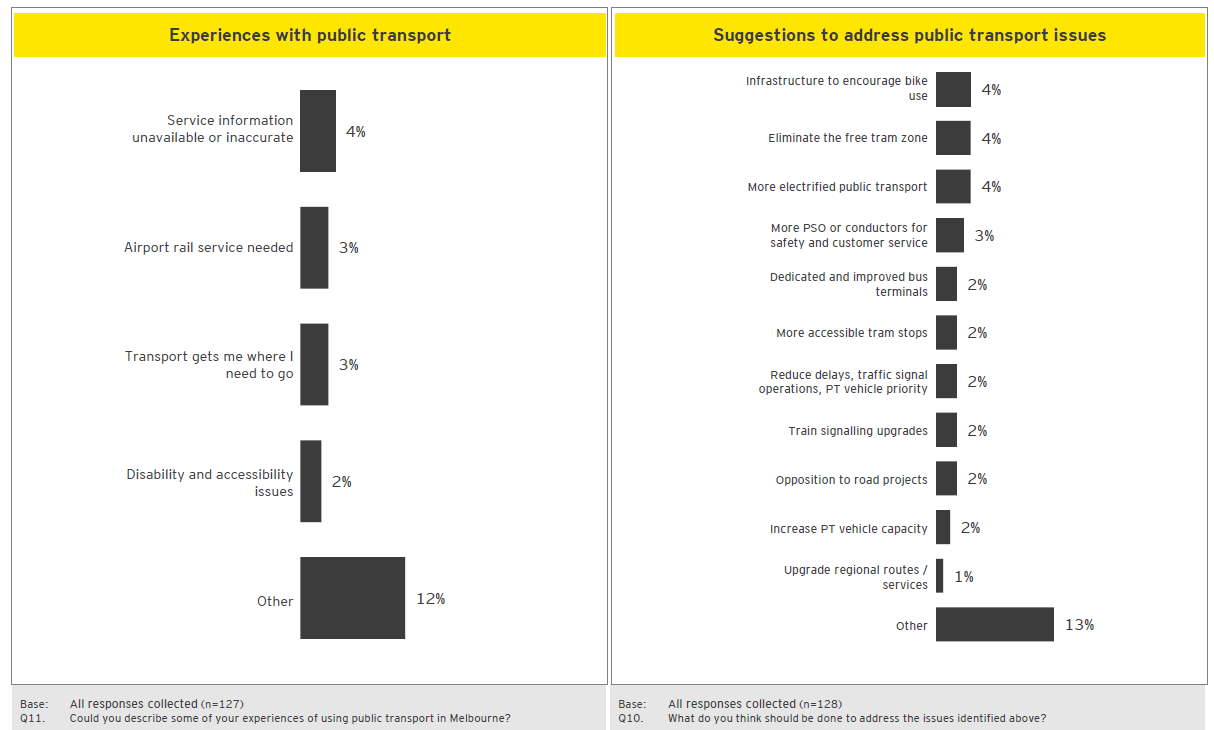 Experiences with public transport
Service information
unavailable or inaccurate
4%
Airport rail service needed
3%
Transport gets me where I
need to go
3%
Disability and accessibility
issues
2%
Other
12%
Base: All responses collected (n=127)
Q11. Could you describe some of your experiences of using public transport in Melbourne?
Suggestions to address public transport issues
Infrastructure to encourage bike
use
4%
Eliminate the free tram zone
4%
More electrified public transport
4%
More PSO or conductors for
safety and customer service
3%
Dedicated and improved bus
terminals
2%
More accessible tram stops
2%
Reduce delays, traffic signal
operations, PT vehicle priority
2%
Train signalling upgrades
2%
Opposition to road projects
2%
Increase PT vehicle capacity
2%
Upgrade regional routes /
services
1%
Other
13%
Base: All responses collected (n=128)
Q10. What do you think should be done to address the issues identified above?